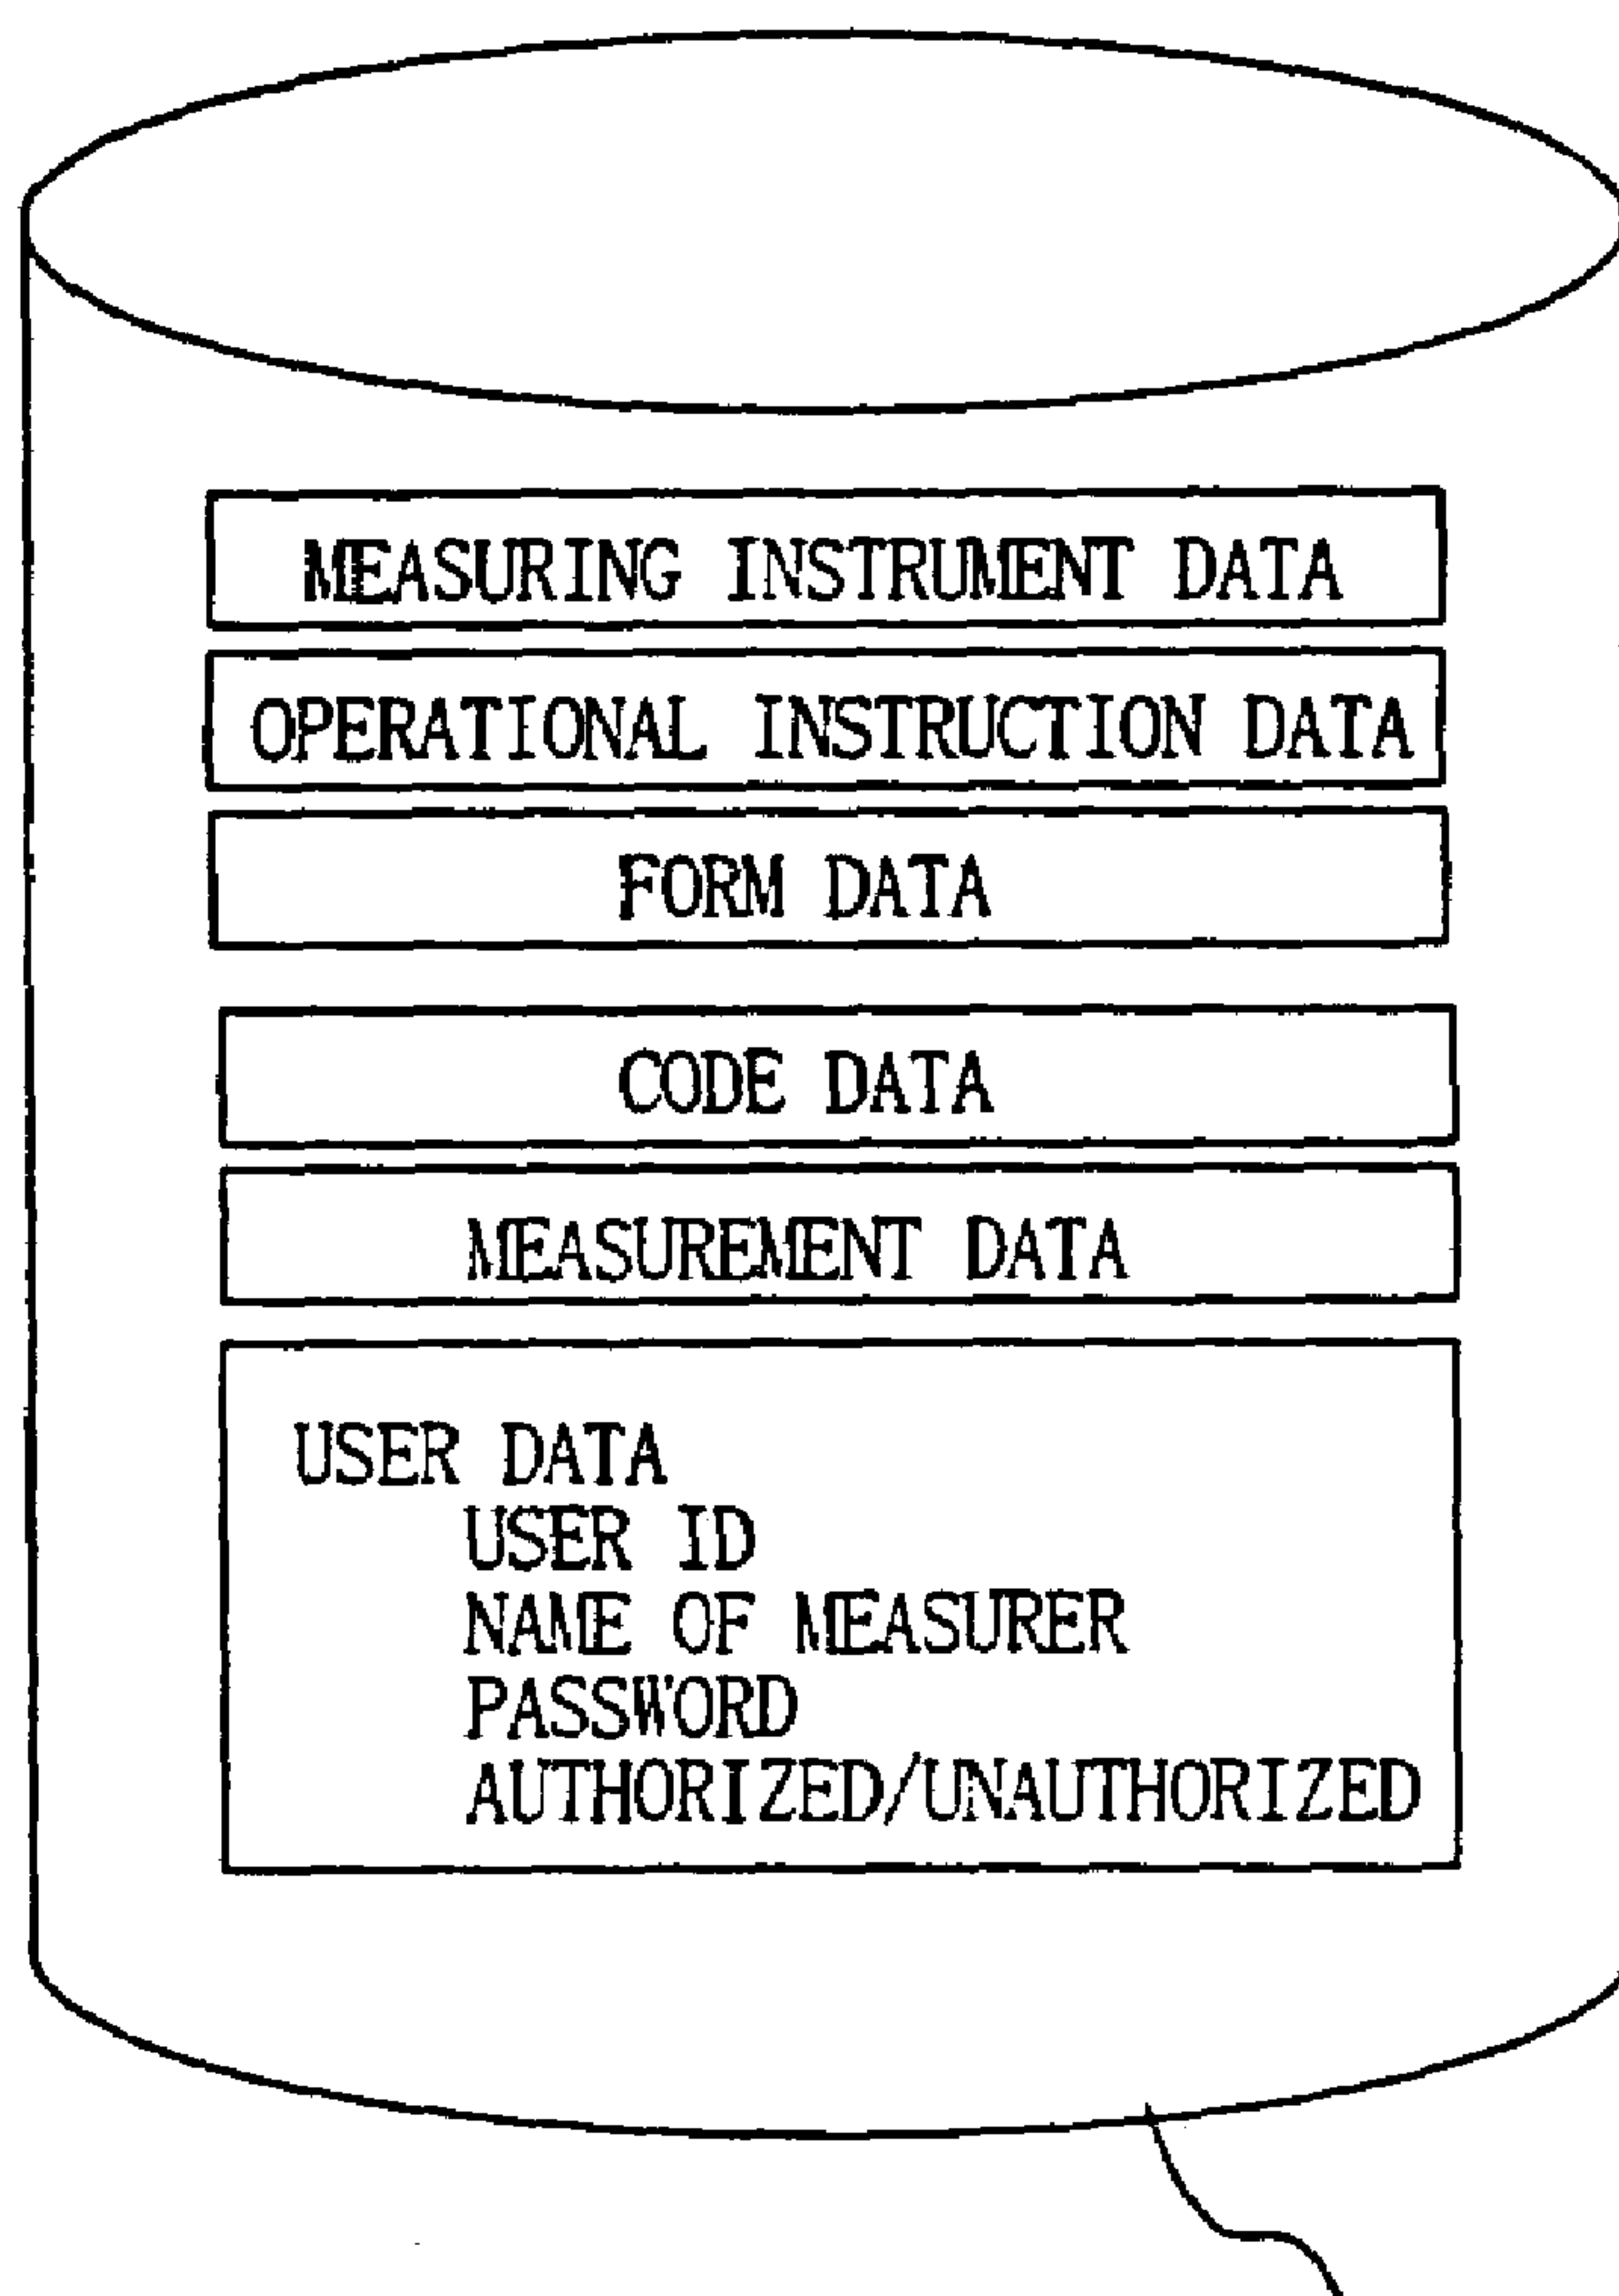 MEASURING INSTRUMENT DATA
OPERATIONAL INSTRUCTION DATA
FORM DATA
CODE DATA
MEASUREMENT DATA
USER DATA
USER ID
NAME OF MEASURER
PASSWORD
AUTHORIZED/UNAUTHORIZED